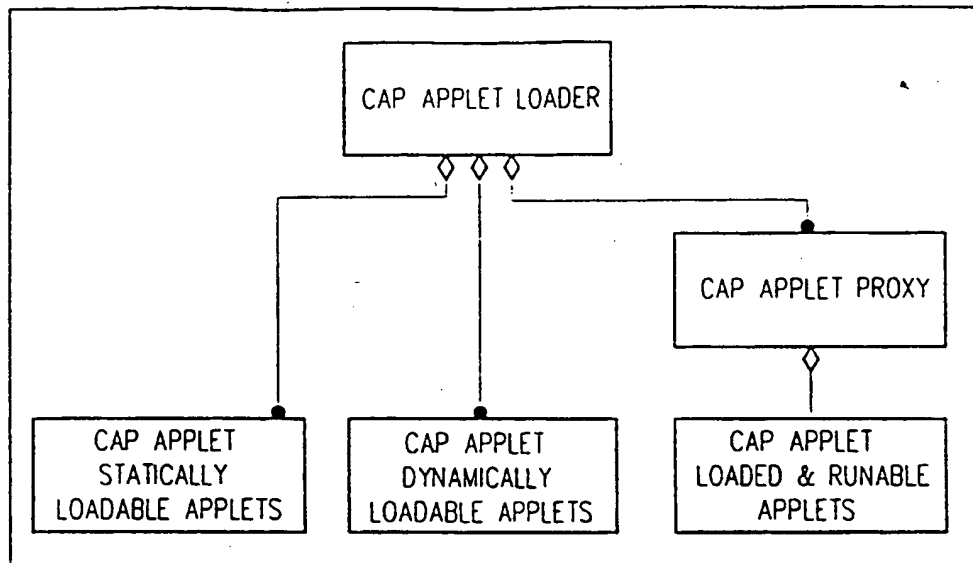 CAP APPLET LOADER
CAP APPLET PROXY
CAP APPLET
STATICALLY
LOADABLE APPLETS
CAP APPLET
DYNAMICALLY
LOADABLE APPLETS
CAP APPLET
LOADED & RUNABLE
APPLETS